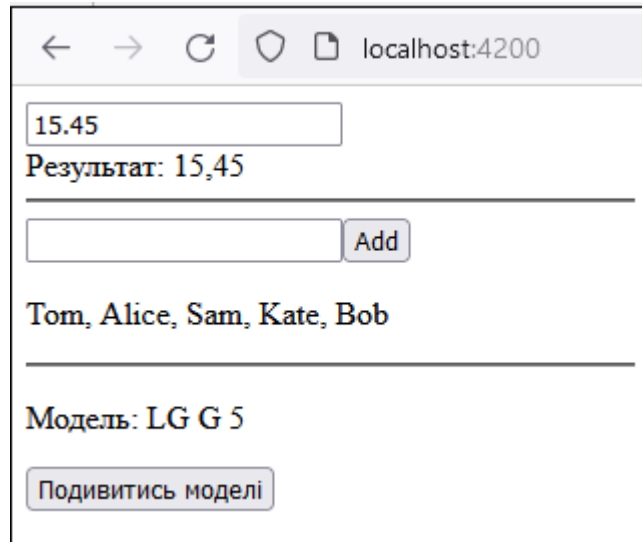 localhost:4200
15.45
Результат: 15,45
Add
Tom, Alice, Sam, Kate, Bob
Модель: LG G 5
Подивитись моделі